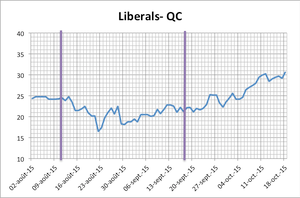 Liberals- QC
40
35
30
25
20
15
10
02-août-15
09-août-15
16-août-15
23-août-15
30-août-15
06-sept.-15
13-sept.-15
20-sept.-15
27-sept.-15
04-oct.-15
11-oct.-15
18-oct.-15